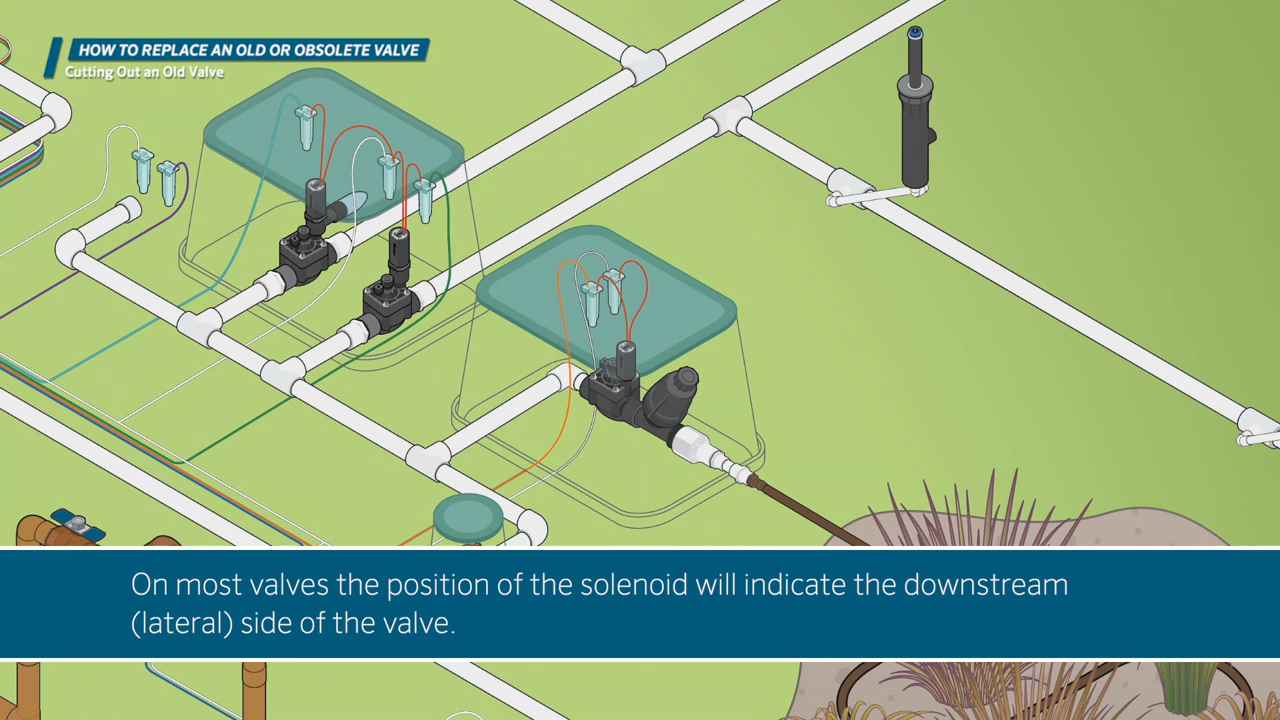 HOW TO REPLACE AN OLD OR OBSOLETE VALVE
Cutting Out an Old Valve
On most valves the position of the solenoid will indicate the downstream
(lateral) side of the valve.